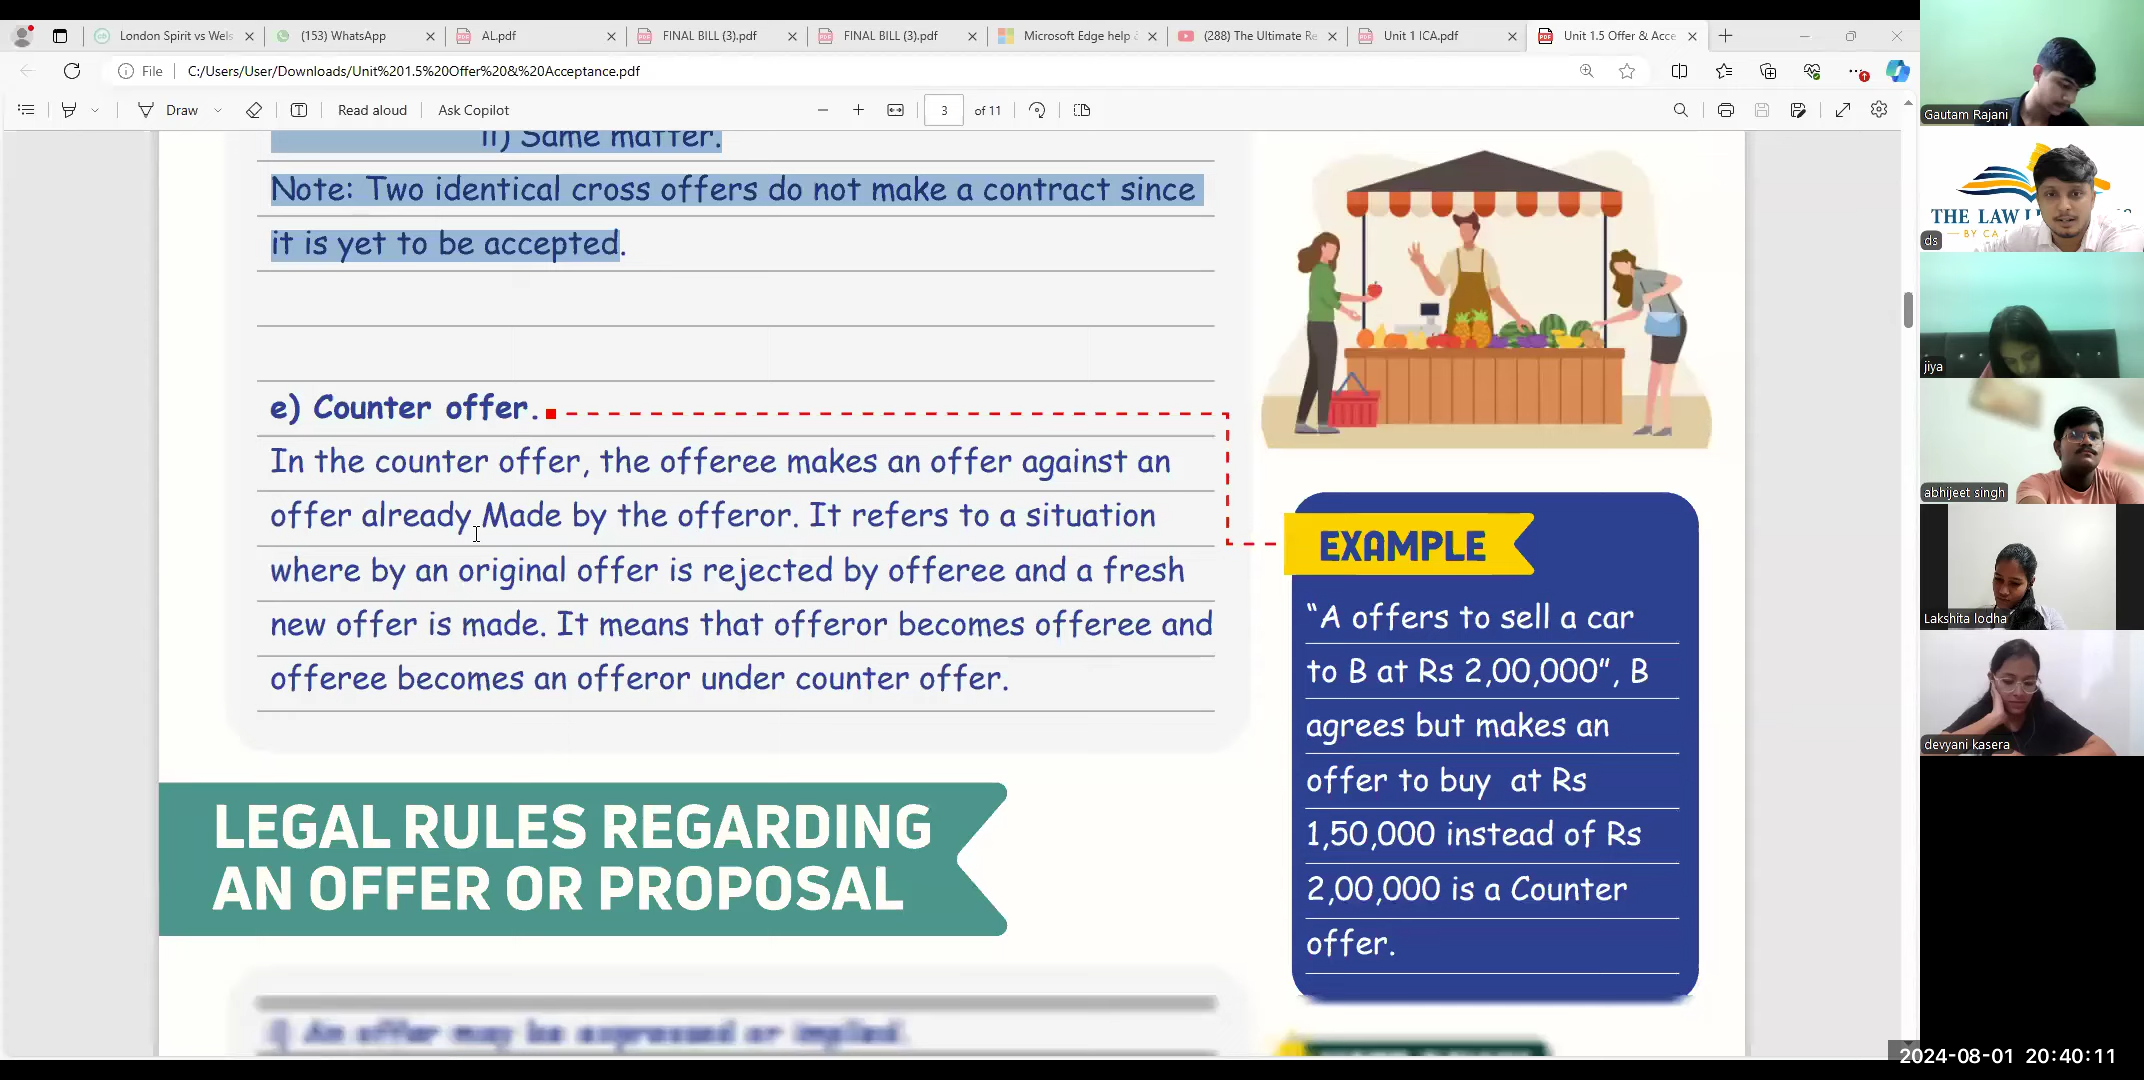 London Spirit vs Wels
(153) WhatsApp
AL.pdf
FINAL BILL (3).pdf
FINAL BILL (3).pdf
Microsoft Edge help &
(288) The Ultimate Re
Unit 1 ICA.pdf
Unit 1.5 Offer & Acce
File
C:/Users/User/Downloads/Unit%201.5%20Offer%20&%20Acceptance.pdf
Draw
Read aloud
Ask Copilot
3 of 11
ii) Same matter.
Note: Two identical cross offers do not make a contract since
it is yet to be accepted.
e) Counter offer.
In the counter offer, the offeree makes an offer against an
offer already Made by the offeror. It refers to a situation
where by an original offer is rejected by offeree and a fresh
new offer is made. It means that offeror becomes offeree and
offeree becomes an offeror under counter offer.
EXAMPLE
“A offers to sell a car
to B at Rs 2,00,000”, B
agrees but makes an
offer to buy at Rs
1,50,000 instead of Rs
2,00,000 is a Counter
offer.
LEGAL RULES REGARDING
AN OFFER OR PROPOSAL
i) An offer may be expressed or implied.
Gautam Rajani
THE LAW
BY CA
ds
jiya
abhijeet singh
Lakshita lodha
devyani kasera
2024-08-01 20:40:11